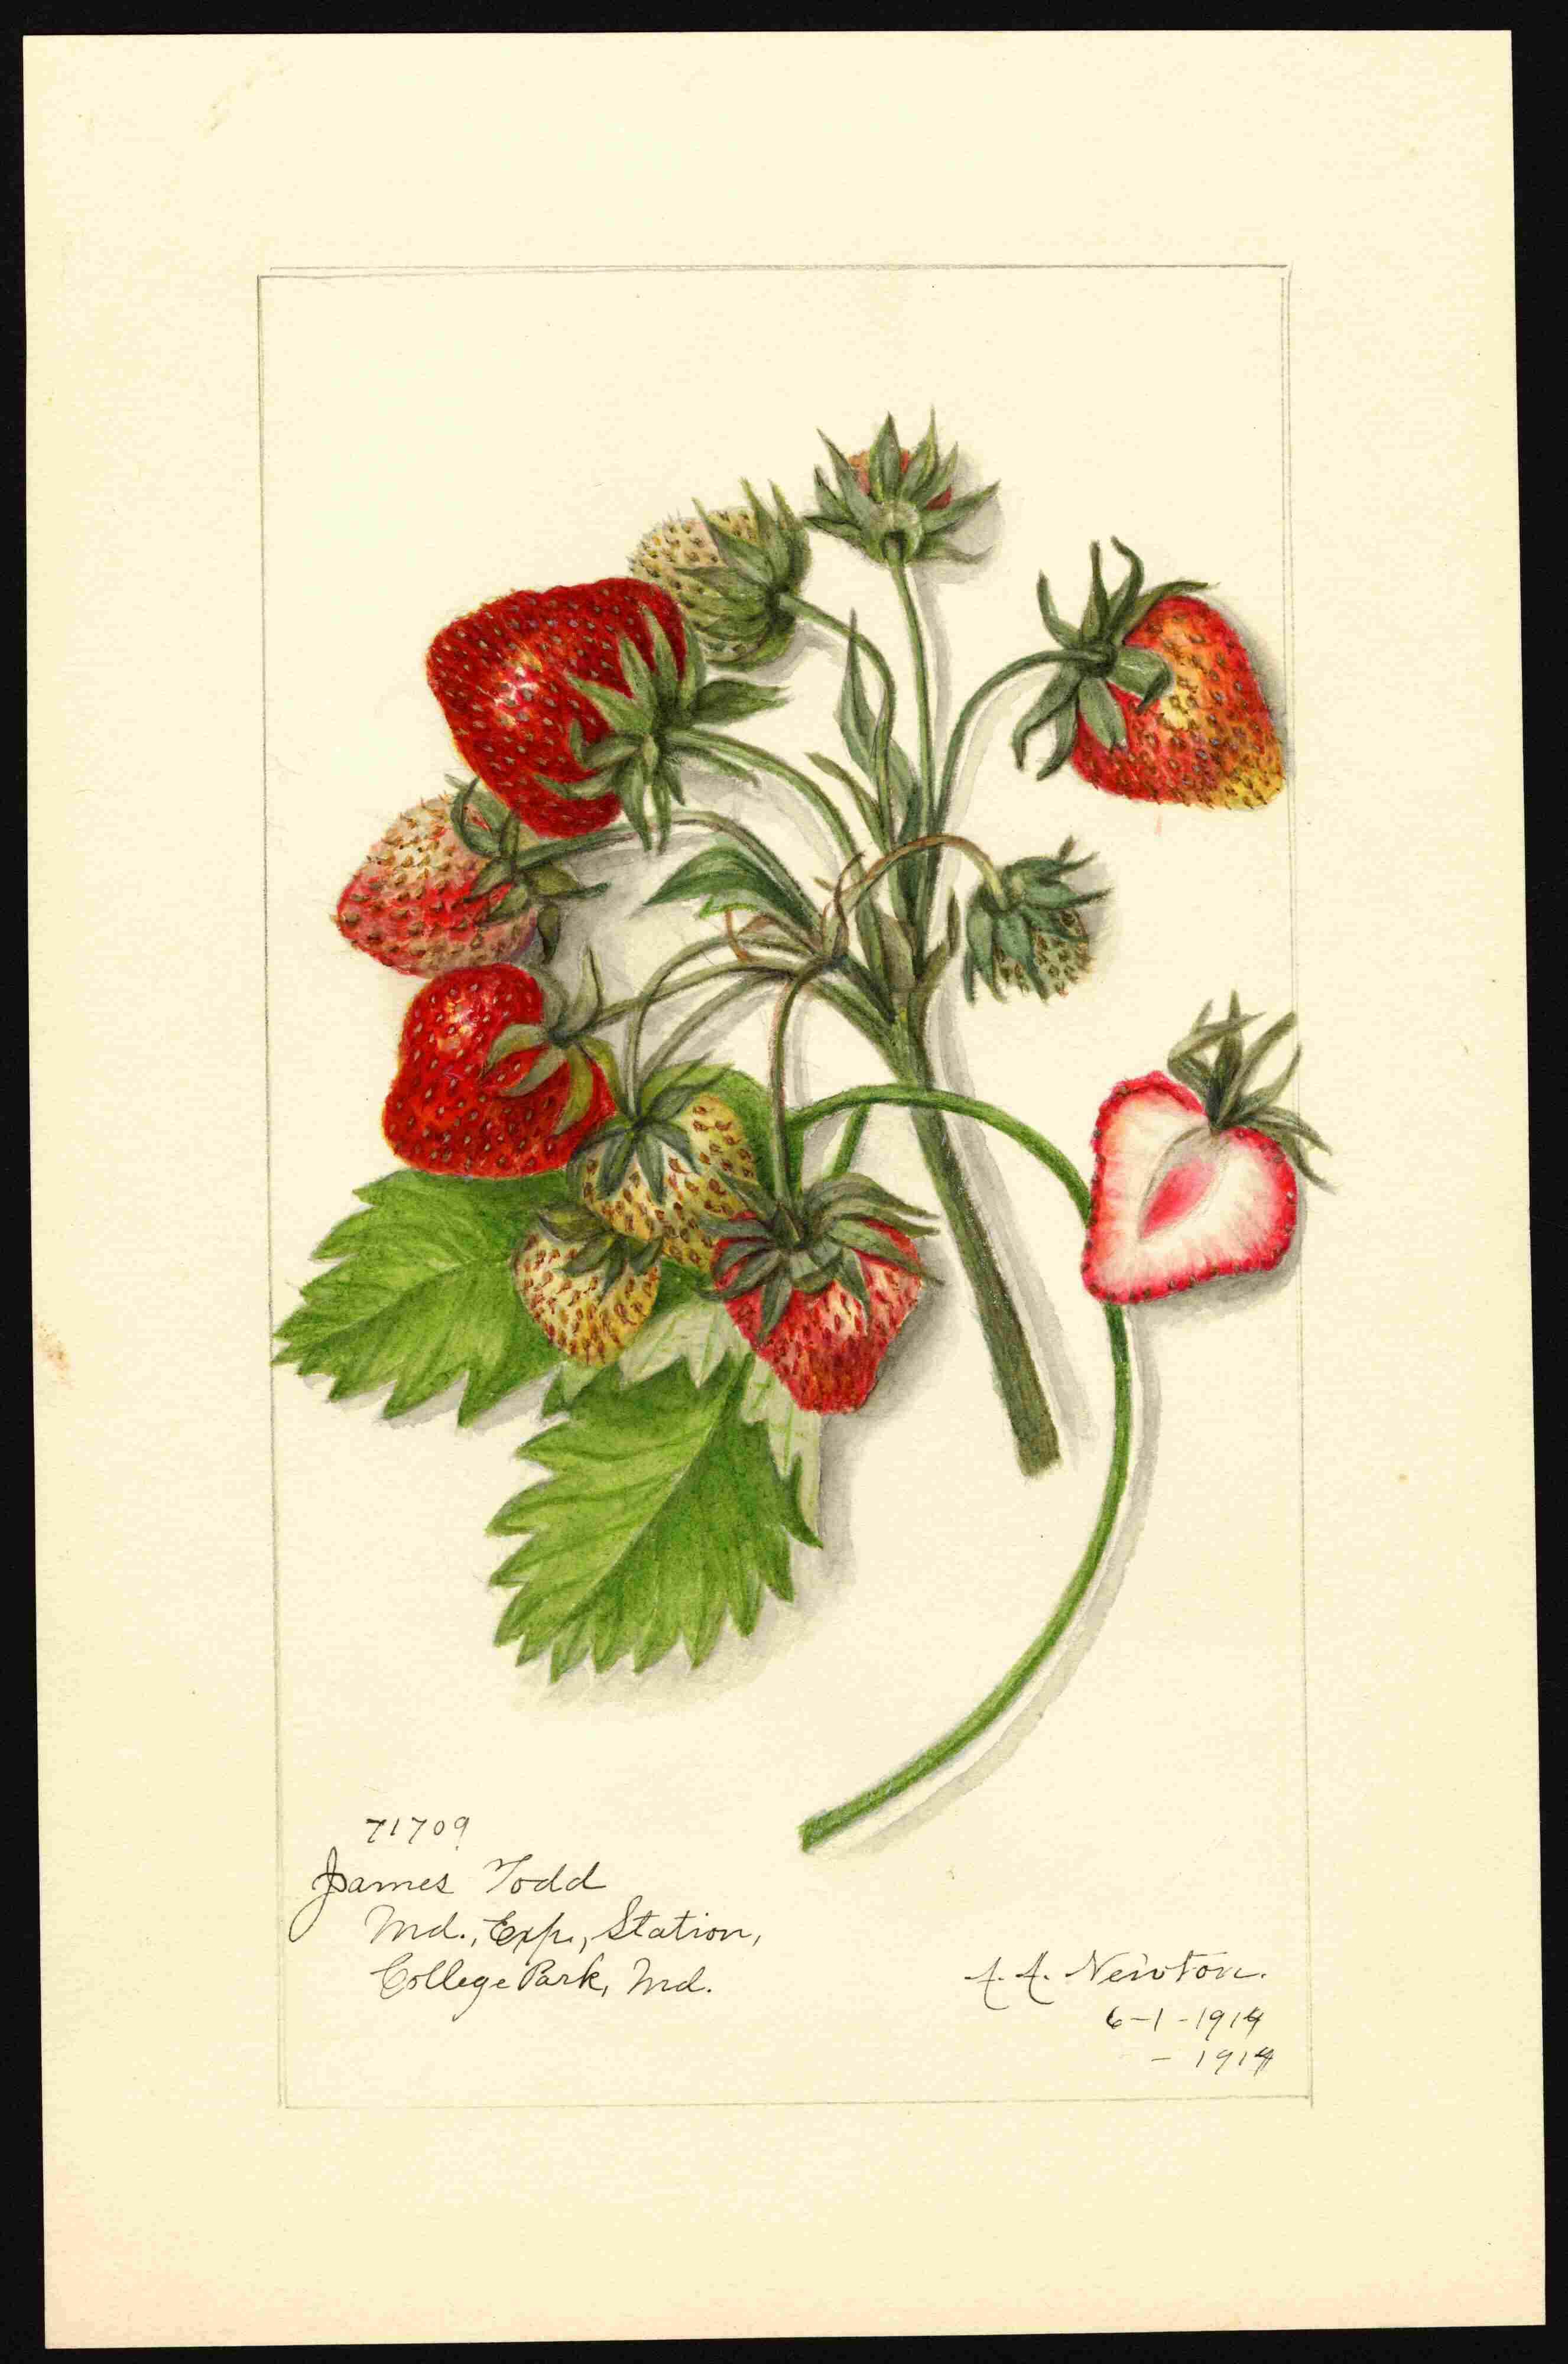 71709
James Todd
Md., Exp., Station,
College Park, Md.
A. A. Newton.
6-1-1914
- 1914